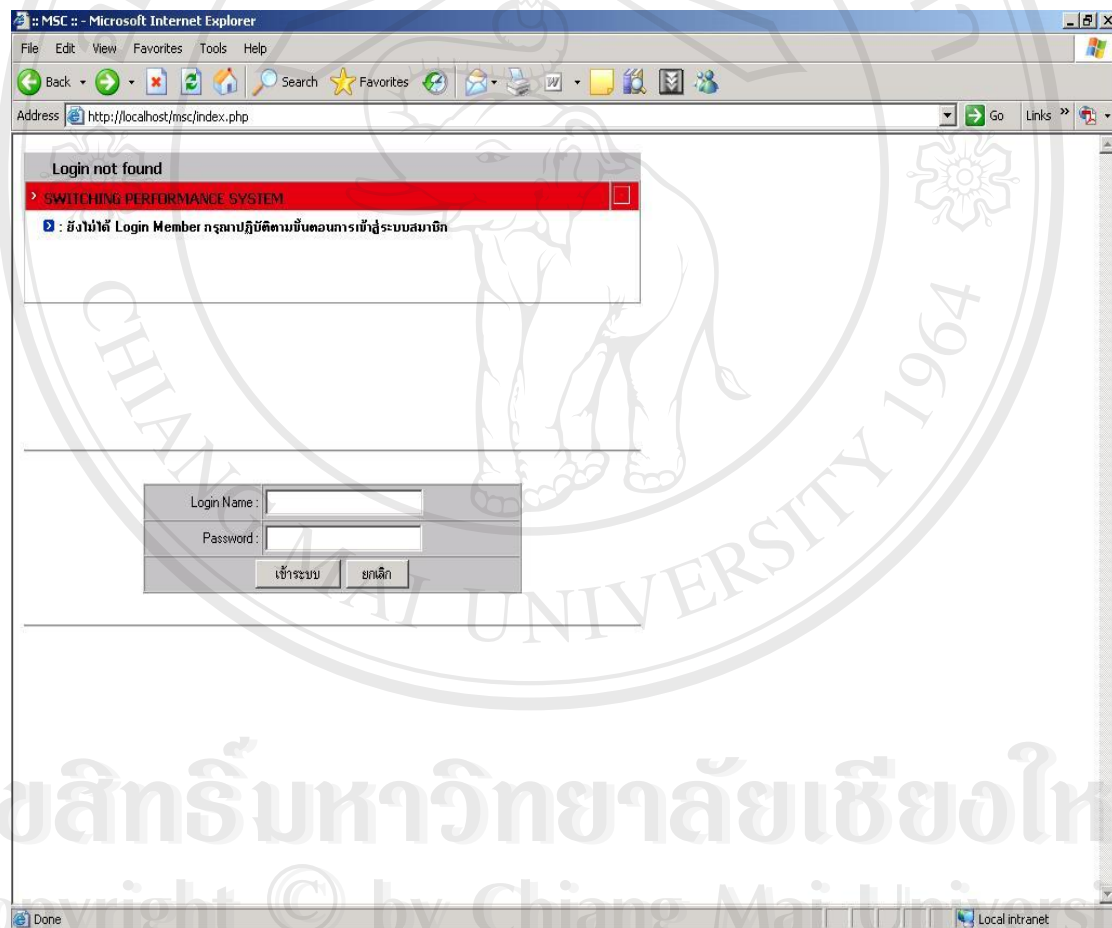 :: MSC :: - Microsoft Internet Explorer
File Edit View Favorites Tools Help
Back Search Favorites
Address http://localhost/msc/index.php Go Links »
Login not found
SWITCHING PERFORMANCE SYSTEM
: ยังไม่ได้ Login Member กรุณาปฏิบัติตามขั้นตอนการเข้าสู่ระบบสมาชิก
Login Name :
Password :
เข้าระบบ ยกเลิก
CHIANG MAI UNIVERSITY 1964
ขสิทธิ์มหาวิทยาลัยเชียงให
opyright © by Chiang Mai Universi
Done Local intranet